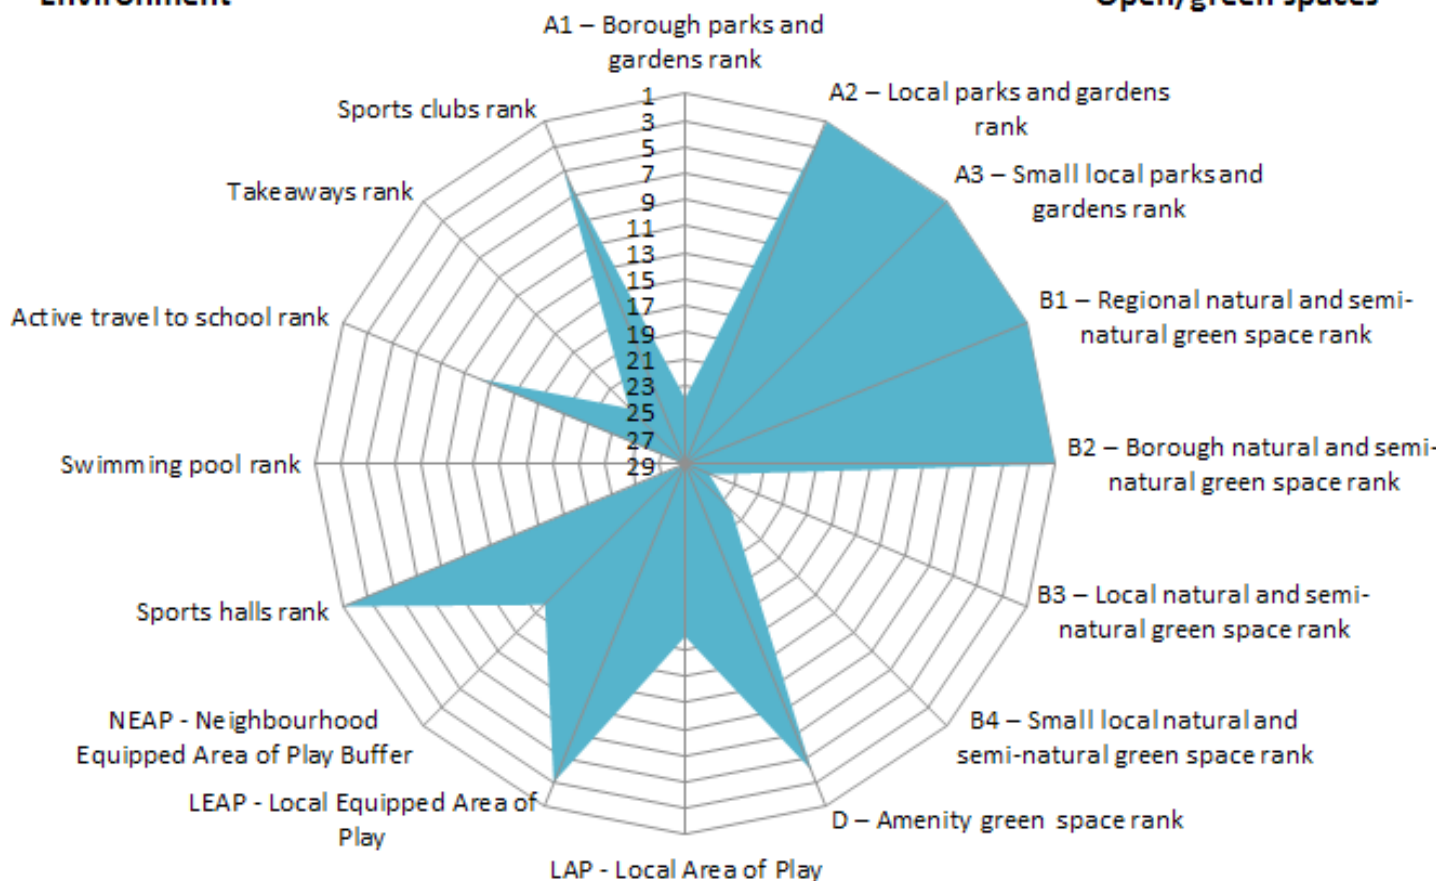 Environment
Open/green spaces
A1 – Borough parks and
gardens rank
A2 – Local parks and gardens
rank
A3 – Small local parks and
gardens rank
B1 – Regional natural and semi-
natural green space rank
B2 – Borough natural and semi-
natural green space rank
B3 – Local natural and semi-
natural green space rank
B4 – Small local natural and
semi-natural green space rank
D – Amenity green space rank
LAP - Local Area of Play
LEAP - Local Equipped Area of
Play
NEAP - Neighbourhood
Equipped Area of Play Buffer
Sports halls rank
Swimming pool rank
Active travel to school rank
Takeaways rank
Sports clubs rank
1
3
5
7
9
11
13
15
17
19
21
23
25
27
29